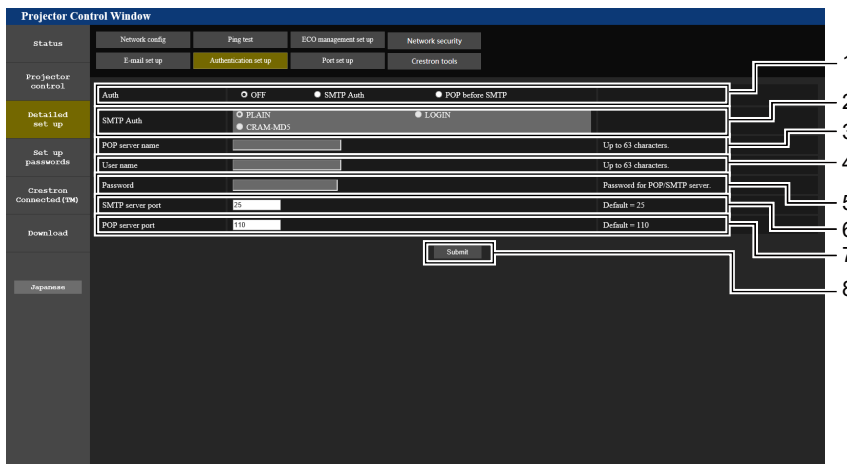 Projector Control Window
Status
Network config
Ping test
ECO management set up
Network security
E-mail set up
Authentication set up
Port set up
Crestron tools
Projector control
Detailed set up
Set up passwords
Crestron Connected(TM)
Download
Japanese
Auth OFF SMTP Auth POP before SMTP
SMTP Auth PLAIN LOGIN
CRAM-MD5
POP server name Up to 63 characters.
User name Up to 63 characters.
Password Password for POP/SMTP server.
SMTP server port 25 Default = 25
POP server port 110 Default = 110
Submit
1
2
3
4
5
6
7
8